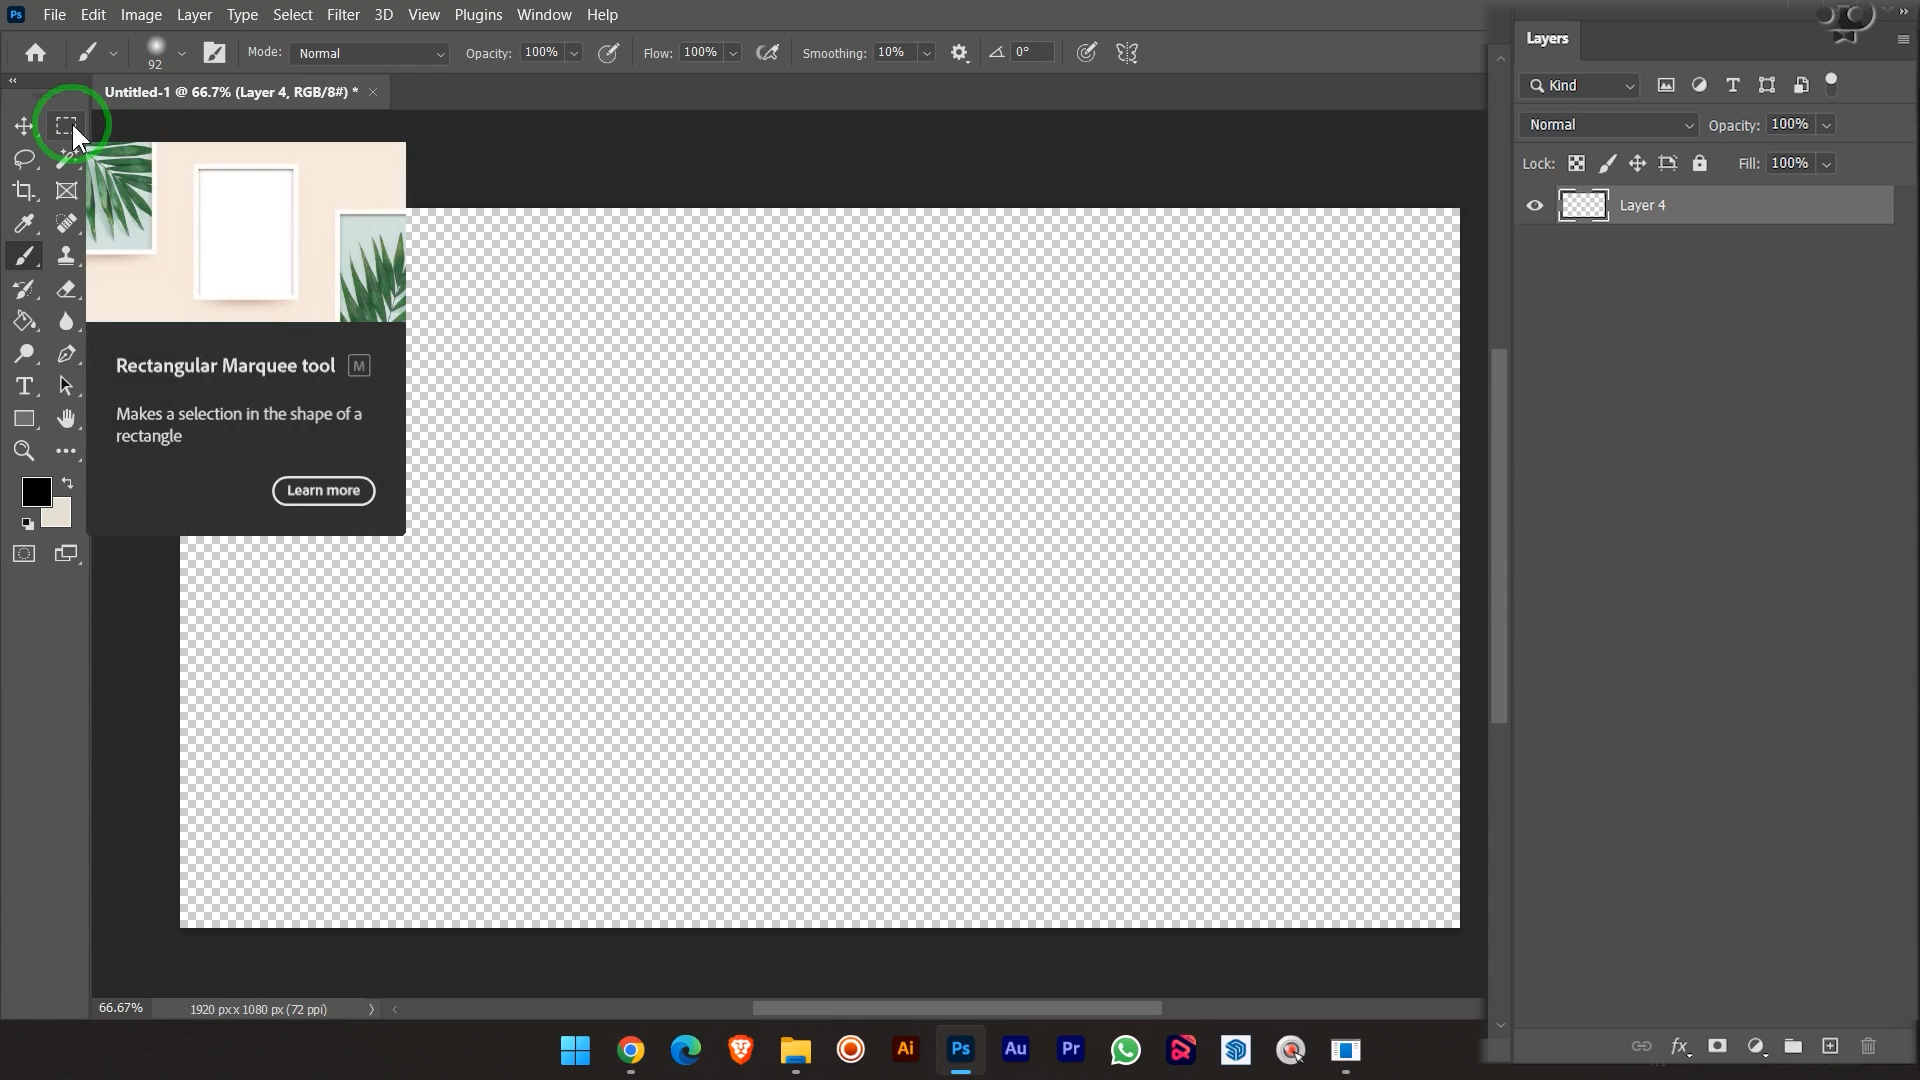 Ps File Edit Image Layer Type Select Filter 3D View Plugins Window Help
92 Mode: Normal Opacity: 100% Flow: 100% Smoothing: 10% 0°
Untitled-1 @ 66.7% (Layer 4, RGB/8#) * ×
Rectangular Marquee tool M
Makes a selection in the shape of a
rectangle
Learn more
66.67% 1920 px x 1080 px (72 ppi)
Layers
Kind
Normal Opacity: 100%
Lock: Fill: 100%
Layer 4
fx
Ai Ps Au Pr